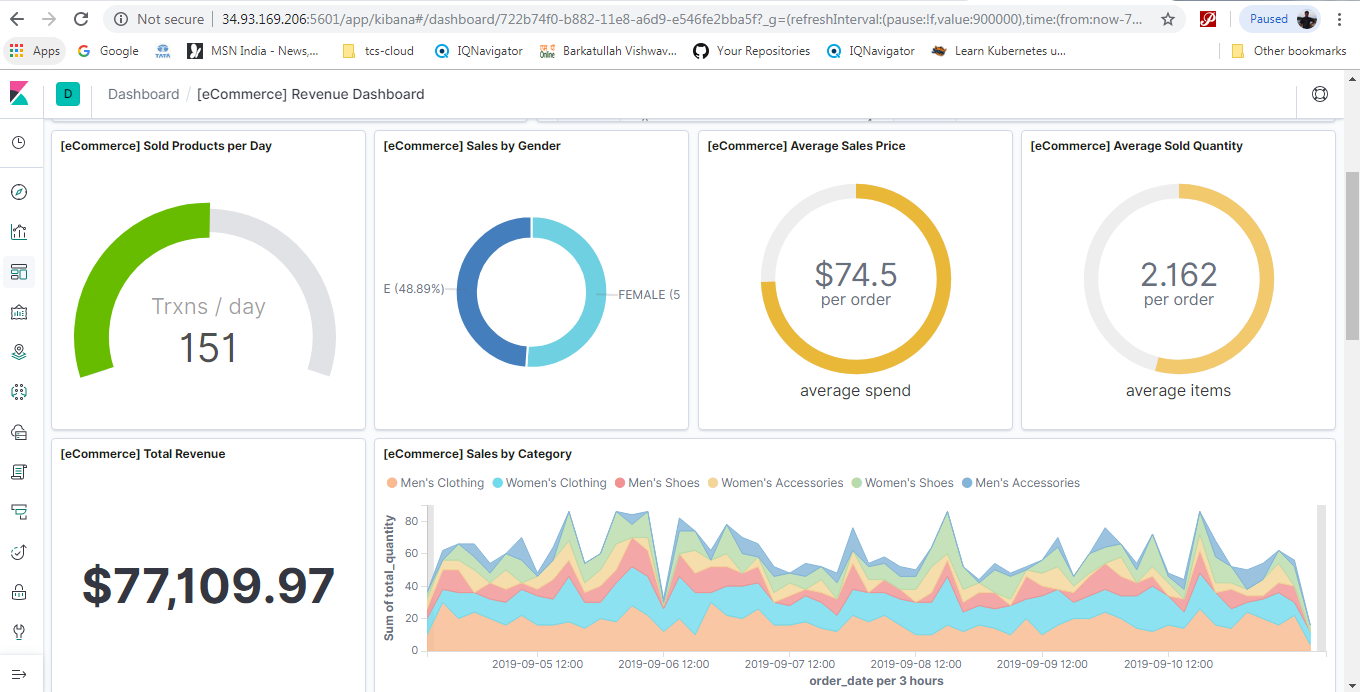 Not secure
34.93.169.206:5601/app/kibana#/dashboard/722b74f0-b882-11e8-a6d9-e546fe2bba5f?_g=(refreshInterval:(pause:!f,value:900000),time:(from:now-7...
Paused
Apps
Google
TATA
MSN India - News,...
tcs-cloud
IQNavigator
Barkatullah Vishwav...
Your Repositories
IQNavigator
Learn Kubernetes u...
Other bookmarks
D
Dashboard / [eCommerce] Revenue Dashboard
[eCommerce] Sold Products per Day
Trxns / day
151
[eCommerce] Sales by Gender
E (48.89%)
FEMALE (5
[eCommerce] Average Sales Price
$74.5
per order
average spend
[eCommerce] Average Sold Quantity
2.162
per order
average items
[eCommerce] Total Revenue
$77,109.97
[eCommerce] Sales by Category
Men's Clothing
Women's Clothing
Men's Shoes
Women's Accessories
Women's Shoes
Men's Accessories
Sum of total_quantity
80
60
40
20
0
2019-09-05 12:00
2019-09-06 12:00
2019-09-07 12:00
2019-09-08 12:00
2019-09-09 12:00
2019-09-10 12:00
order_date per 3 hours